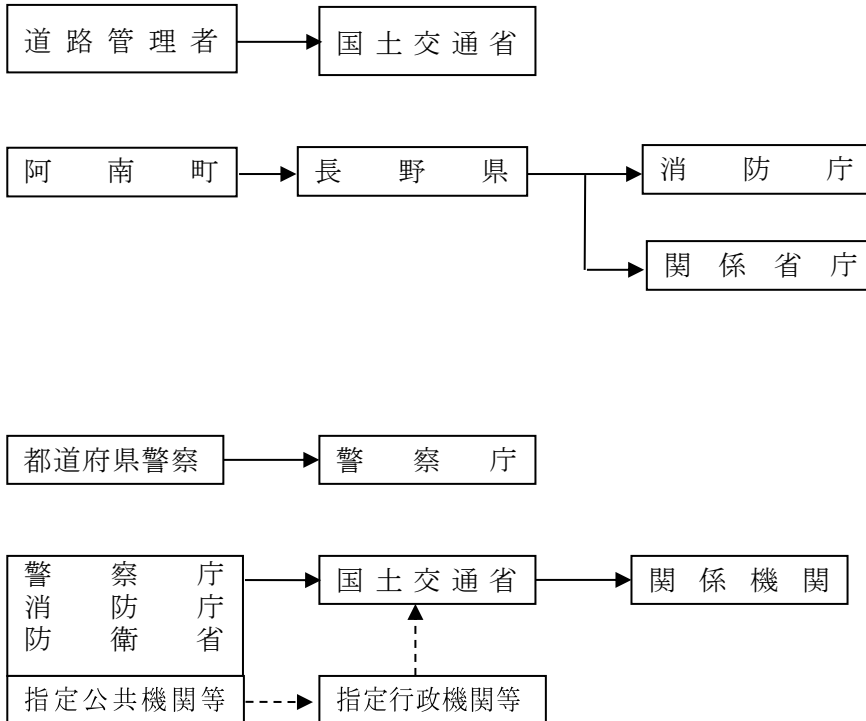 道路管理者
国土交通省
阿南町
長野県
消防庁
関係省庁
都道府県警察
警察庁
警察庁
消防庁
防衛省
国土交通省
関係機関
指定公共機関等
指定行政機関等